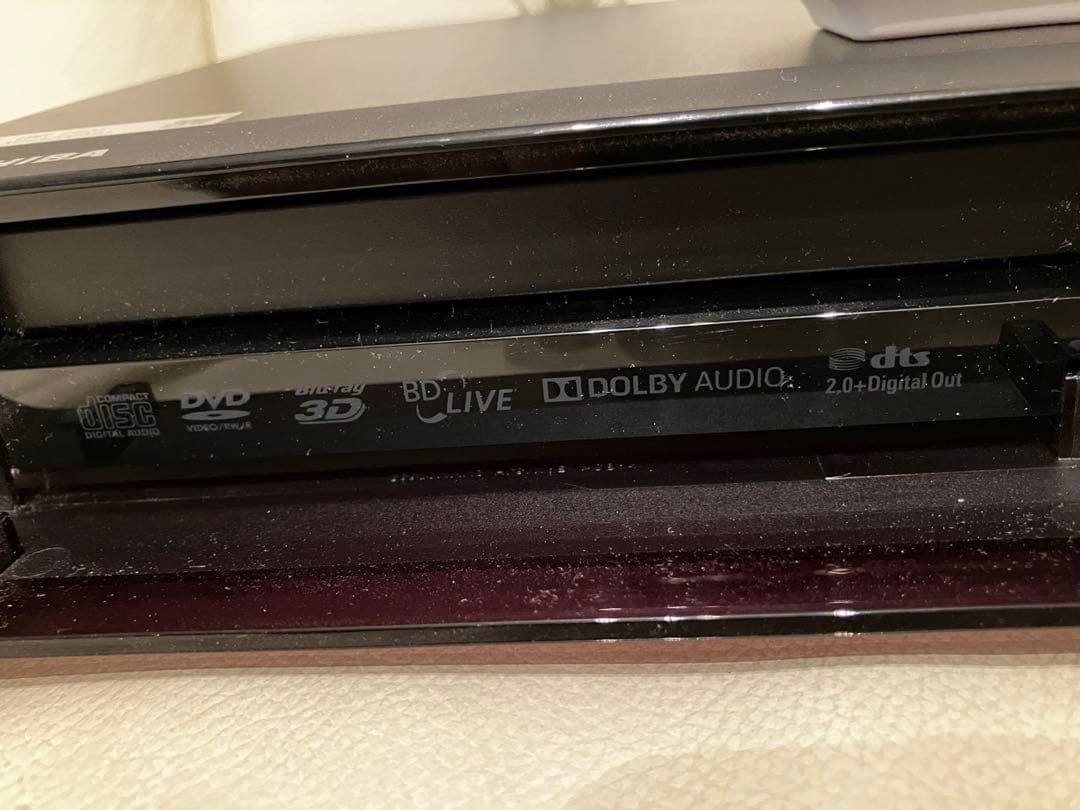 HIBA
COMPACT
disc
DIGITAL AUDIO
DVD
VIDEO/RW/R
Blu-ray
3D
BD
LIVE
DOLBY AUDIO
dts
2.0+Digital Out